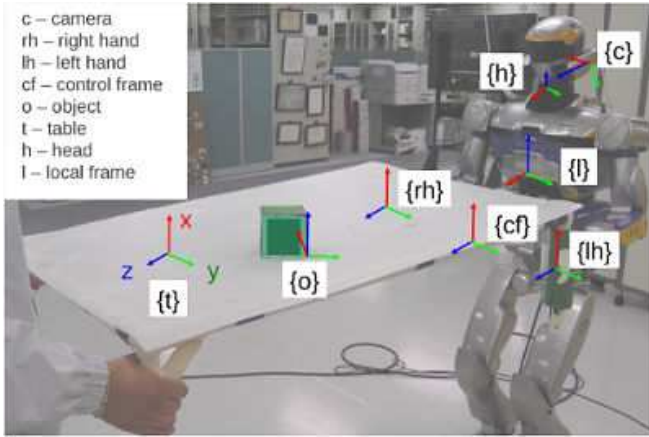 c – camera
rh – right hand
lh – left hand
cf – control frame
o – object
t – table
h – head
l – local frame
{c}
{h}
{l}
{rh}
{cf}
{lh}
{o}
x
z
y
{t}